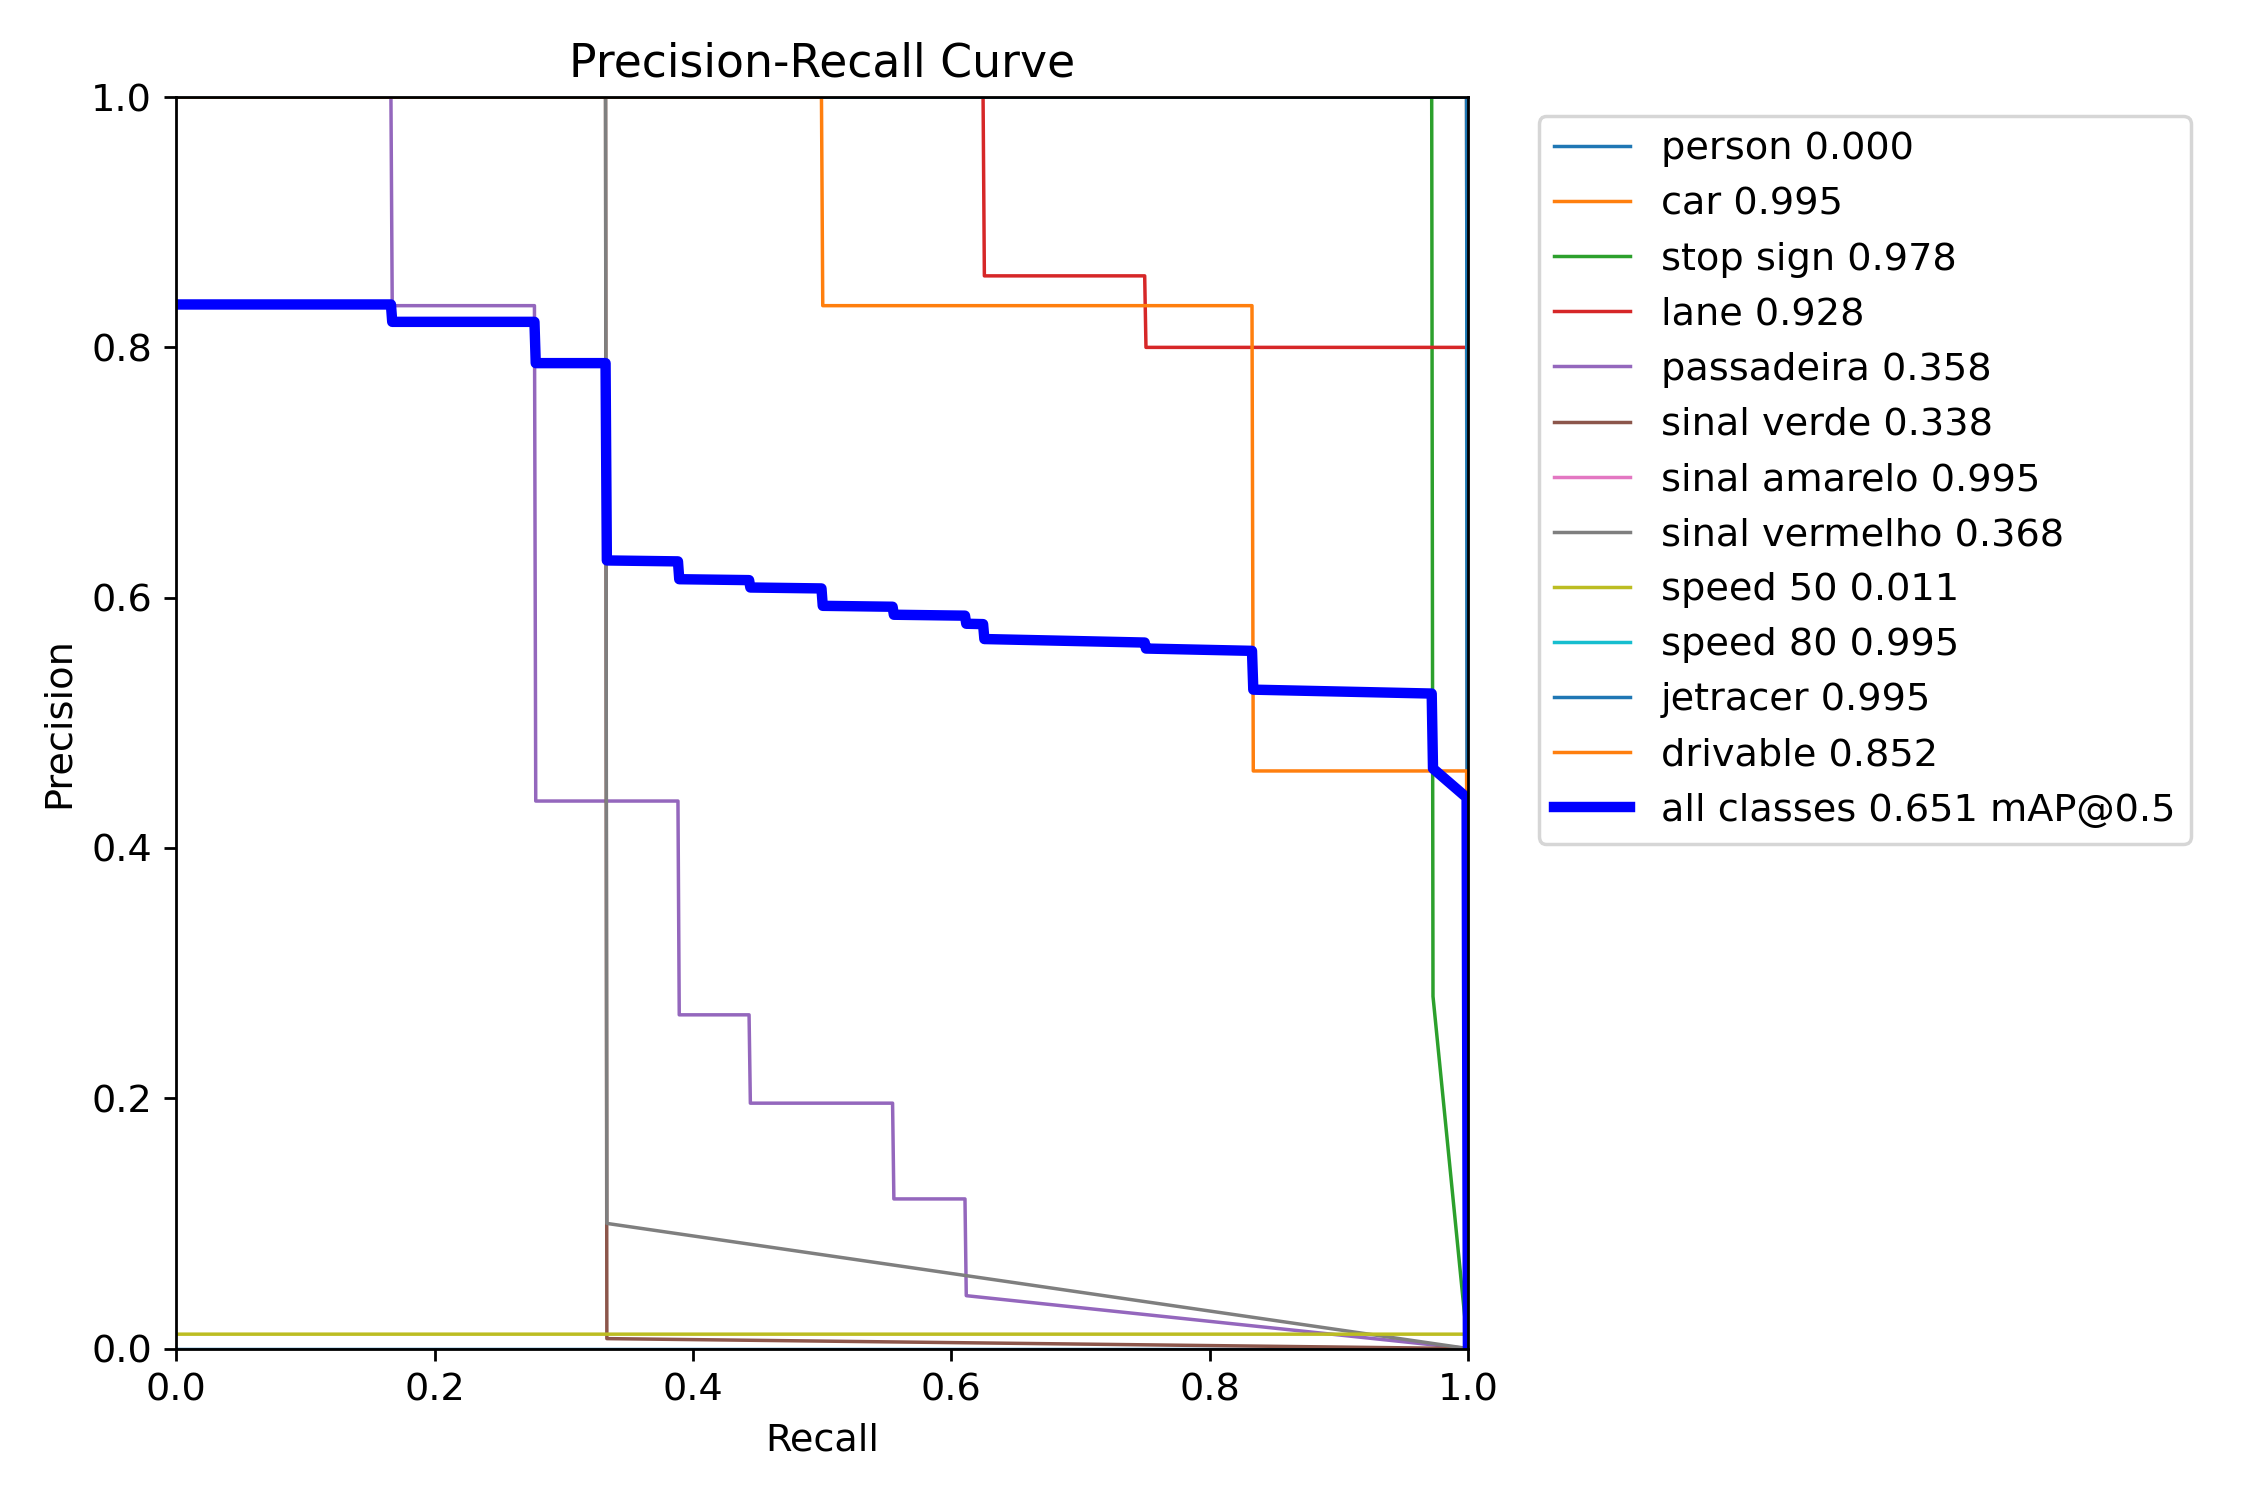 Precision-Recall Curve
1.0
0.8
0.6
0.4
0.2
0.0
Precision
0.0 0.2 0.4 0.6 0.8 1.0
Recall
person 0.000
car 0.995
stop sign 0.978
lane 0.928
passadeira 0.358
sinal verde 0.338
sinal amarelo 0.995
sinal vermelho 0.368
speed 50 0.011
speed 80 0.995
jetracer 0.995
drivable 0.852
all classes 0.651 mAP@0.5